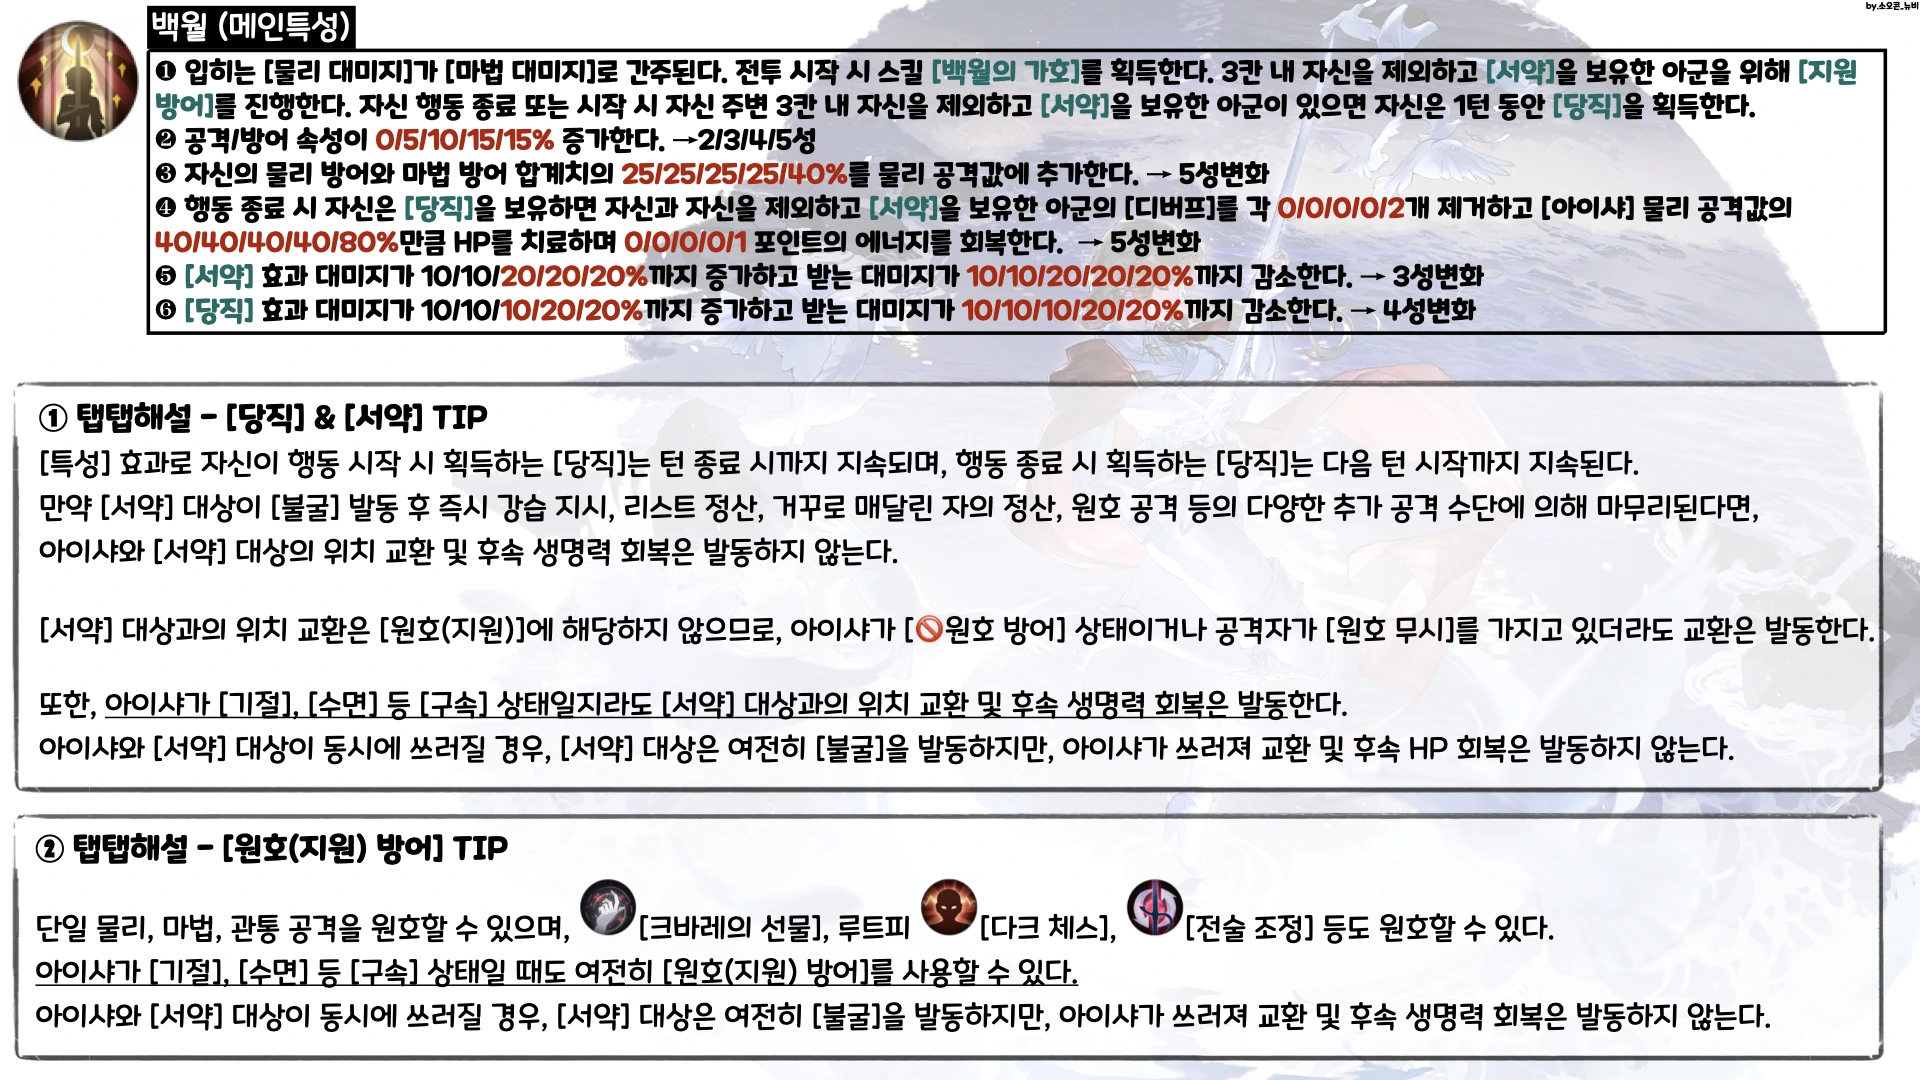 by.소오콘_뉴비
백월 (메인특성)
❶ 입히는 [물리 대미지]가 [마법 대미지]로 간주된다. 전투 시작 시 스킬 [백월의 가호]를 획득한다. 3칸 내 자신을 제외하고 [서약]을 보유한 아군을 위해 [지원
방어]를 진행한다. 자신 행동 종료 또는 시작 시 자신 주변 3칸 내 자신을 제외하고 [서약]을 보유한 아군이 있으면 자신은 1턴 동안 [당직]을 획득한다.
❷ 공격/방어 속성이 0/5/10/15/15% 증가한다. →2/3/4/5성
❸ 자신의 물리 방어와 마법 방어 합계치의 25/25/25/25/40%를 물리 공격값에 추가한다. → 5성변화
❹ 행동 종료 시 자신은 [당직]을 보유하면 자신과 자신을 제외하고 [서약]을 보유한 아군의 [디버프]를 각 0/0/0/0/2개 제거하고 [아이샤] 물리 공격값의
40/40/40/40/80%만큼 HP를 치료하며 0/0/0/0/1 포인트의 에너지를 회복한다. → 5성변화
❺ [서약] 효과 대미지가 10/10/20/20/20%까지 증가하고 받는 대미지가 10/10/20/20/20%까지 감소한다. → 3성변화
❻ [당직] 효과 대미지가 10/10/10/20/20%까지 증가하고 받는 대미지가 10/10/10/20/20%까지 감소한다. → 4성변화
① 탭탭해설 - [당직] & [서약] TIP
[특성] 효과로 자신이 행동 시작 시 획득하는 [당직]는 턴 종료 시까지 지속되며, 행동 종료 시 획득하는 [당직]는 다음 턴 시작까지 지속된다.
만약 [서약] 대상이 [불굴] 발동 후 즉시 강습 지시, 리스트 정산, 거꾸로 매달린 자의 정산, 원호 공격 등의 다양한 추가 공격 수단에 의해 마무리된다면,
아이샤와 [서약] 대상의 위치 교환 및 후속 생명력 회복은 발동하지 않는다.
[서약] 대상과의 위치 교환은 [원호(지원)]에 해당하지 않으므로, 아이샤가 [🚫원호 방어] 상태이거나 공격자가 [원호 무시]를 가지고 있더라도 교환은 발동한다.
또한, 아이샤가 [기절], [수면] 등 [구속] 상태일지라도 [서약] 대상과의 위치 교환 및 후속 생명력 회복은 발동한다.
아이샤와 [서약] 대상이 동시에 쓰러질 경우, [서약] 대상은 여전히 [불굴]을 발동하지만, 아이샤가 쓰러져 교환 및 후속 HP 회복은 발동하지 않는다.
② 탭탭해설 - [원호(지원) 방어] TIP
단일 물리, 마법, 관통 공격을 원호할 수 있으며, [크바레의 선물], 루트피 [다크 체스], [전술 조정] 등도 원호할 수 있다.
아이샤가 [기절], [수면] 등 [구속] 상태일 때도 여전히 [원호(지원) 방어]를 사용할 수 있다.
아이샤와 [서약] 대상이 동시에 쓰러질 경우, [서약] 대상은 여전히 [불굴]을 발동하지만, 아이샤가 쓰러져 교환 및 후속 생명력 회복은 발동하지 않는다.